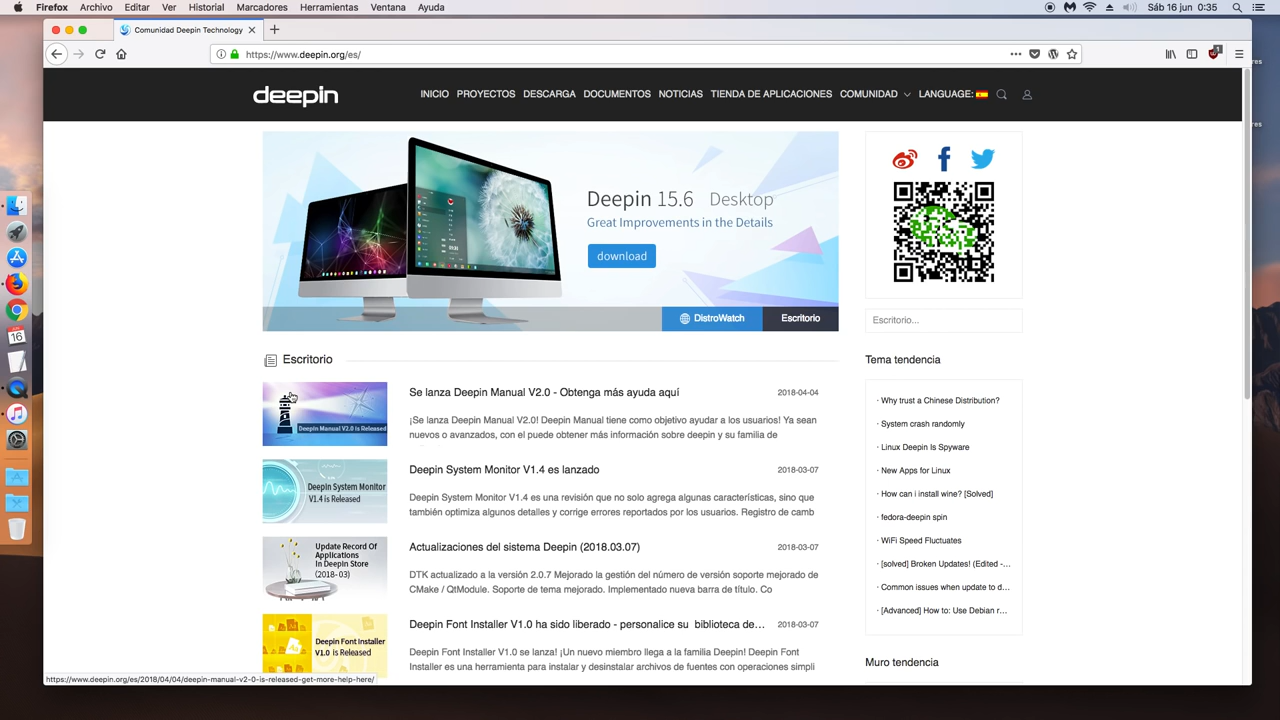 Firefox Archivo Editar Ver Historial Marcadores Herramientas Ventana Ayuda
Sáb 16 jun 0:35
Comunidad Deepin Technology
https://www.deepin.org/es/
1
deepin
INICIO PROYECTOS DESCARGA DOCUMENTOS NOTICIAS TIENDA DE APLICACIONES COMUNIDAD LANGUAGE:
Deepin 15.6 Desktop
Great Improvements in the Details
download
DistroWatch Escritorio
Escritorio...
Escritorio
Deepin Manual V2.0 is Released
Se lanza Deepin Manual V2.0 - Obtenga más ayuda aquí 2018-04-04
¡Se lanza Deepin Manual V2.0! Deepin Manual tiene como objetivo ayudar a los usuarios! Ya sean
nuevos o avanzados, con el puede obtener más información sobre deepin y su familia de
Deepin System Monitor
V1.4 is Released
Deepin System Monitor V1.4 es lanzado 2018-03-07
Deepin System Monitor V1.4 es una revisión que no solo agrega algunas características, sino que
también optimiza algunos detalles y corrige errores reportados por los usuarios. Registro de camb
Update Record Of
Applications
In Deepin Store
(2018-03)
Actualizaciones del sistema Deepin (2018.03.07) 2018-03-07
DTK actualizado a la versión 2.0.7 Mejorado la gestión del número de versión soporte mejorado de
CMake / QtModule. Soporte de tema mejorado. Implementado nueva barra de título. Co
Deepin Font Installer
V1.0 is Released
Deepin Font Installer V1.0 ha sido liberado - personalice su biblioteca de… 2018-03-07
Deepin Font Installer V1.0 se lanza! ¡Un nuevo miembro llega a la familia Deepin! Deepin Font
Installer es una herramienta para instalar y desinstalar archivos de fuentes con operaciones simpli
Tema tendencia
· Why trust a Chinese Distribution?
· System crash randomly
· Linux Deepin Is Spyware
· New Apps for Linux
· How can i install wine? [Solved]
· fedora-deepin spin
· WiFi Speed Fluctuates
· [solved] Broken Updates! (Edited -...
· Common issues when update to d...
· [Advanced] How to: Use Debian r...
Muro tendencia
https://www.deepin.org/es/2018/04/04/deepin-manual-v2-0-is-released-get-more-help-here/
16
res
res